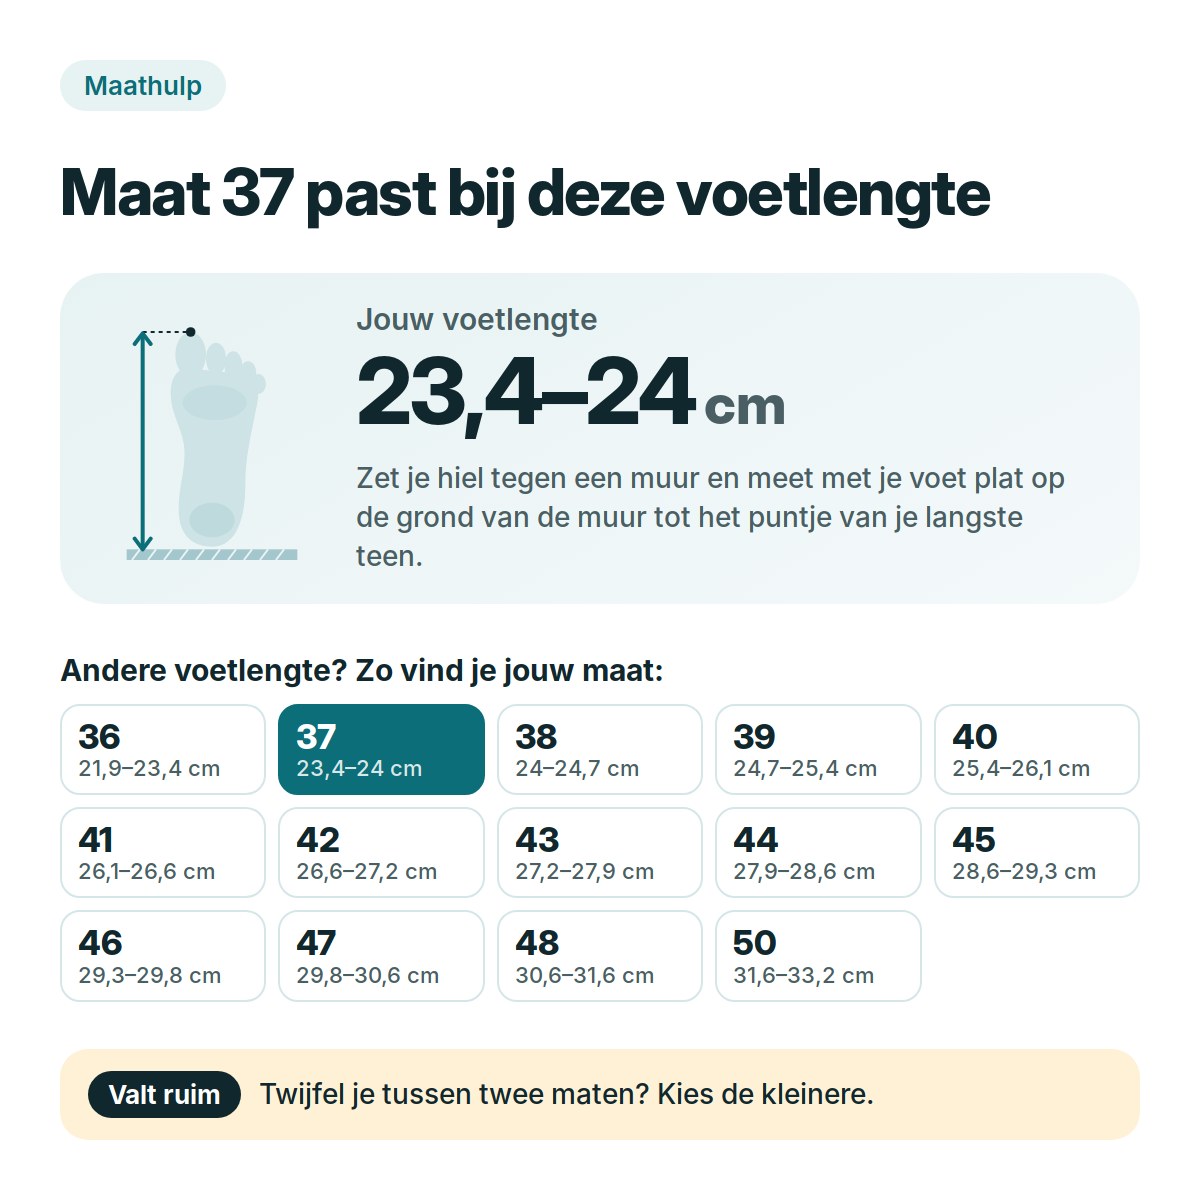 Maathulp
Maat 37 past bij deze voetlengte
Jouw voetlengte
23,4–24 cm
Zet je hiel tegen een muur en meet met je voet plat op
de grond van de muur tot het puntje van je langste
teen.
Andere voetlengte? Zo vind je jouw maat:
36
21,9–23,4 cm
37
23,4–24 cm
38
24–24,7 cm
39
24,7–25,4 cm
40
25,4–26,1 cm
41
26,1–26,6 cm
42
26,6–27,2 cm
43
27,2–27,9 cm
44
27,9–28,6 cm
45
28,6–29,3 cm
46
29,3–29,8 cm
47
29,8–30,6 cm
48
30,6–31,6 cm
50
31,6–33,2 cm
Valt ruim Twijfel je tussen twee maten? Kies de kleinere.